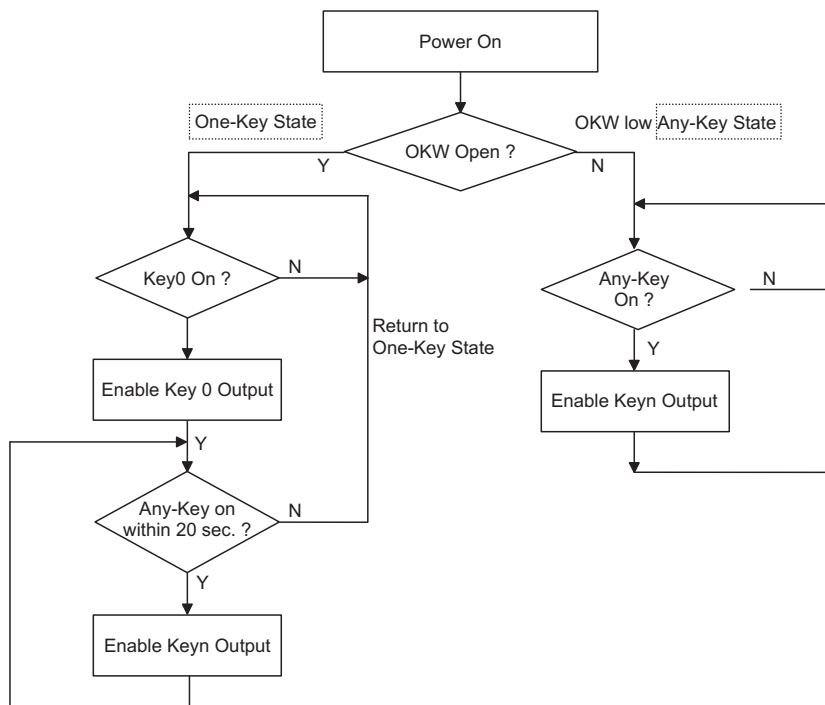 Power On
One-Key State
OKW low Any-Key State
OKW Open ?
Y
N
Key0 On ?
N
Any-Key
On ?
N
Return to
One-Key State
Y
Enable Key 0 Output
Enable Keyn Output
Y
Any-Key on
within 20 sec. ?
N
Y
Enable Keyn Output